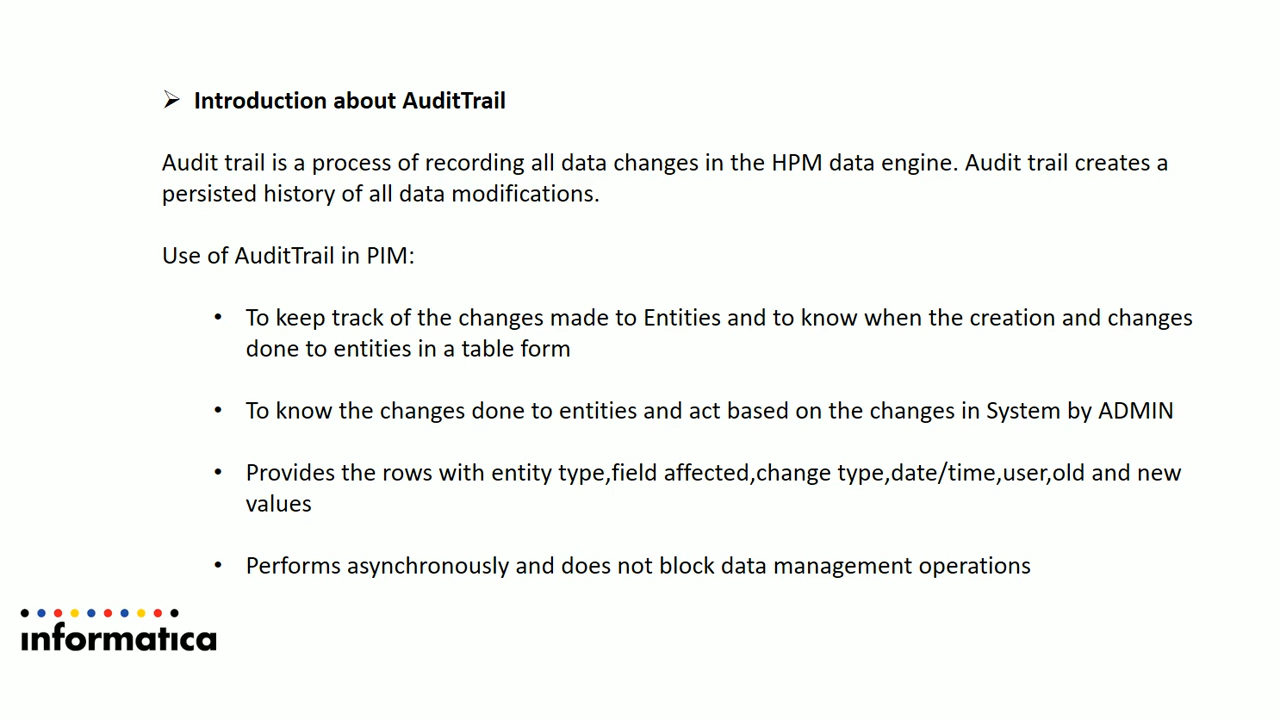 Introduction about AuditTrail
Audit trail is a process of recording all data changes in the HPM data engine. Audit trail creates a
persisted history of all data modifications.
Use of AuditTrail in PIM:
• To keep track of the changes made to Entities and to know when the creation and changes
done to entities in a table form
• To know the changes done to entities and act based on the changes in System by ADMIN
• Provides the rows with entity type,field affected,change type,date/time,user,old and new
values
• Performs asynchronously and does not block data management operations
informatica